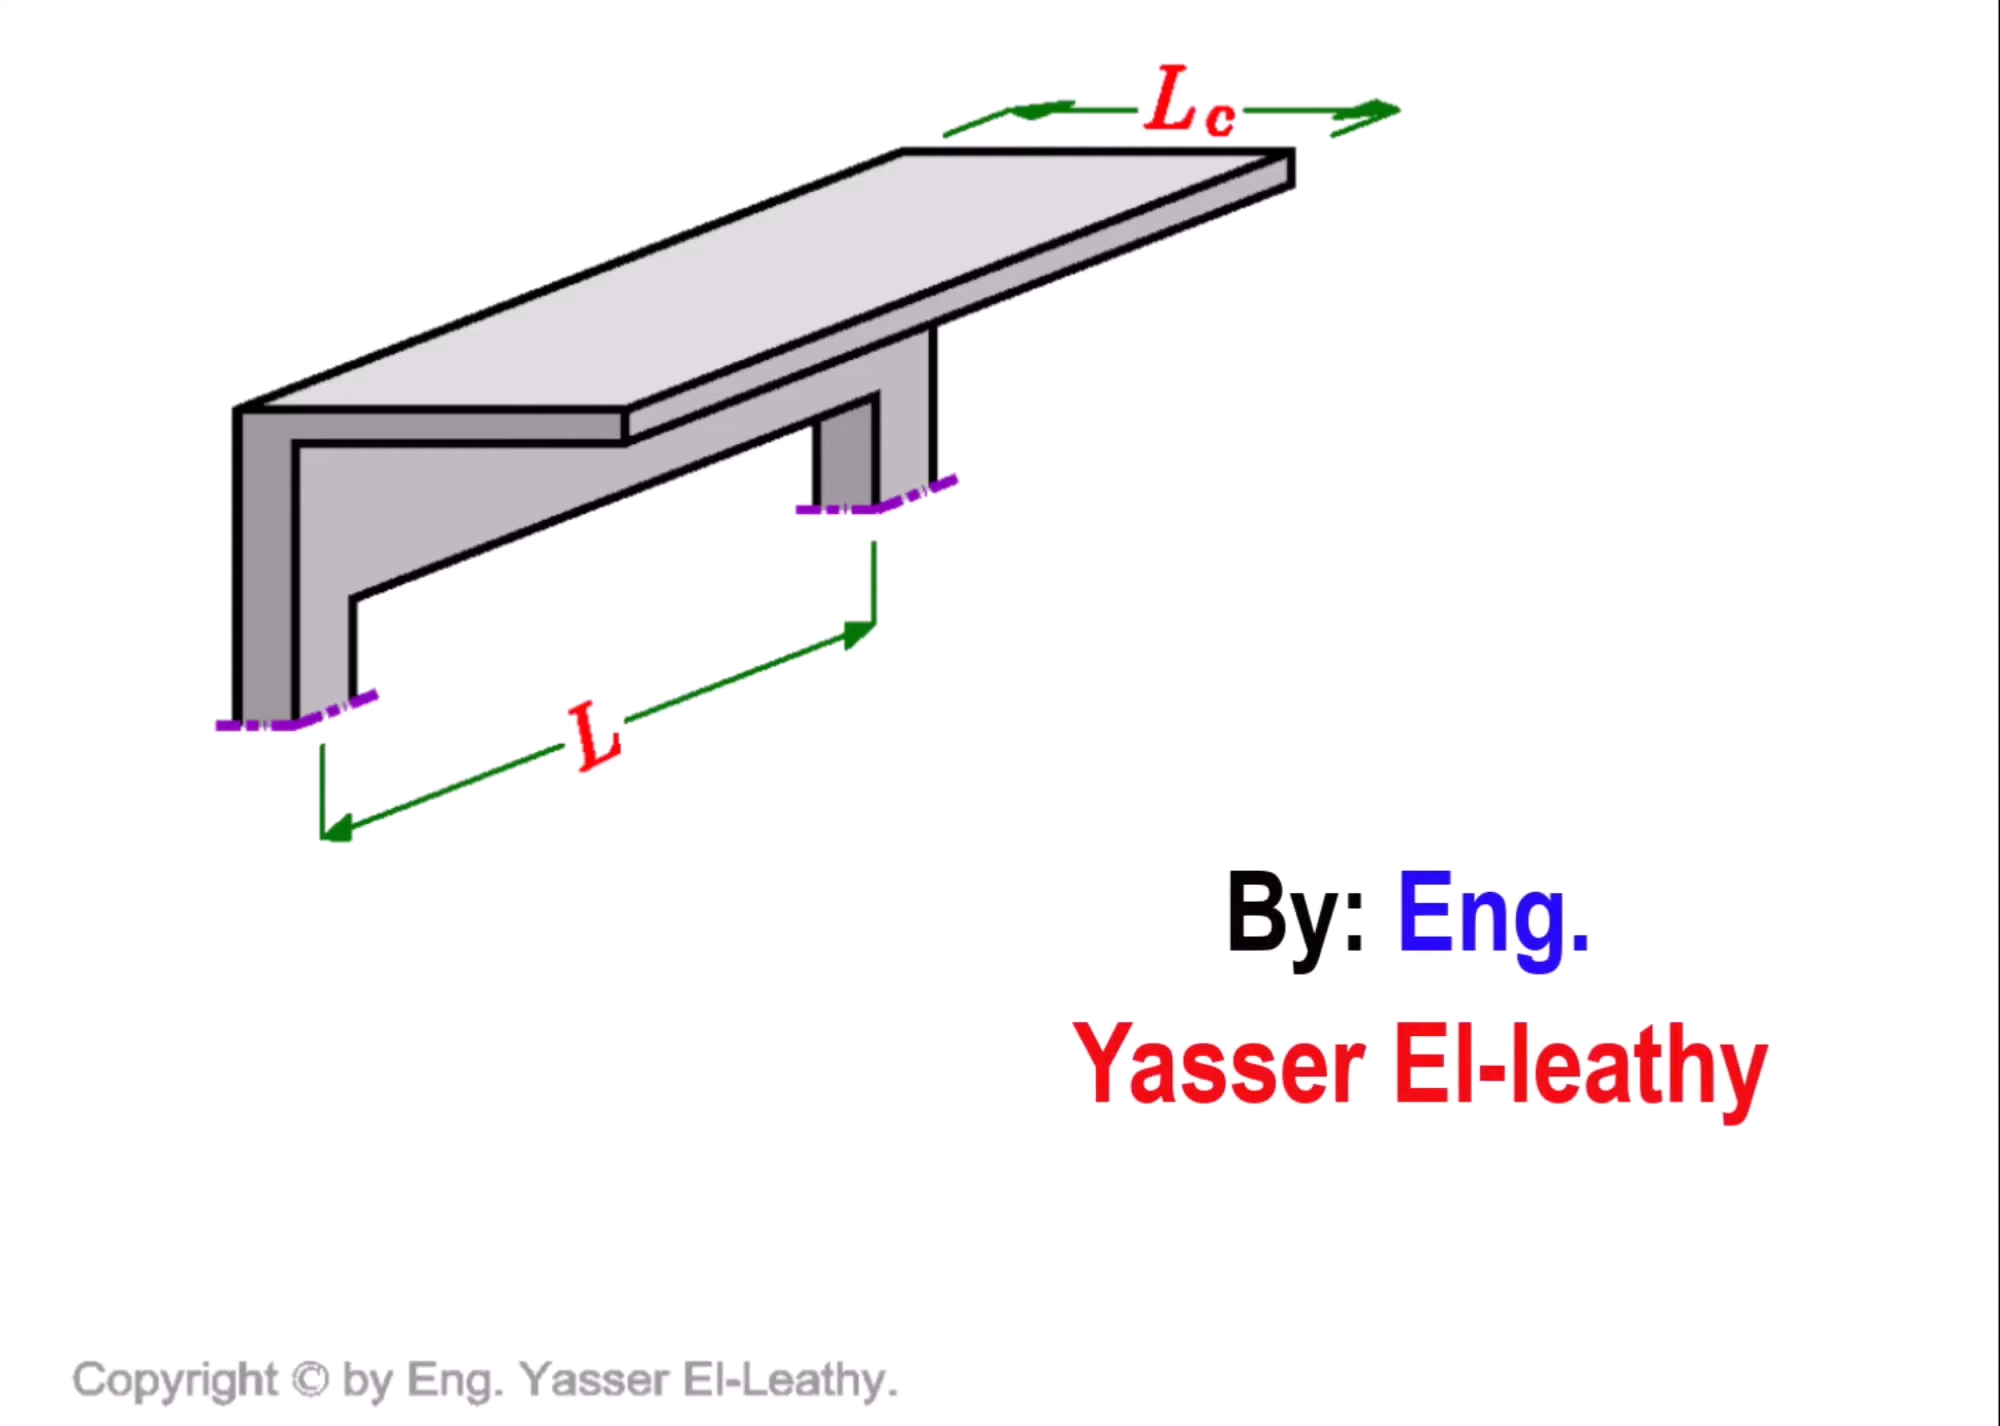 Lc
L
By: Eng.
Yasser El-leathy
Copyright © by Eng. Yasser El-Leathy.